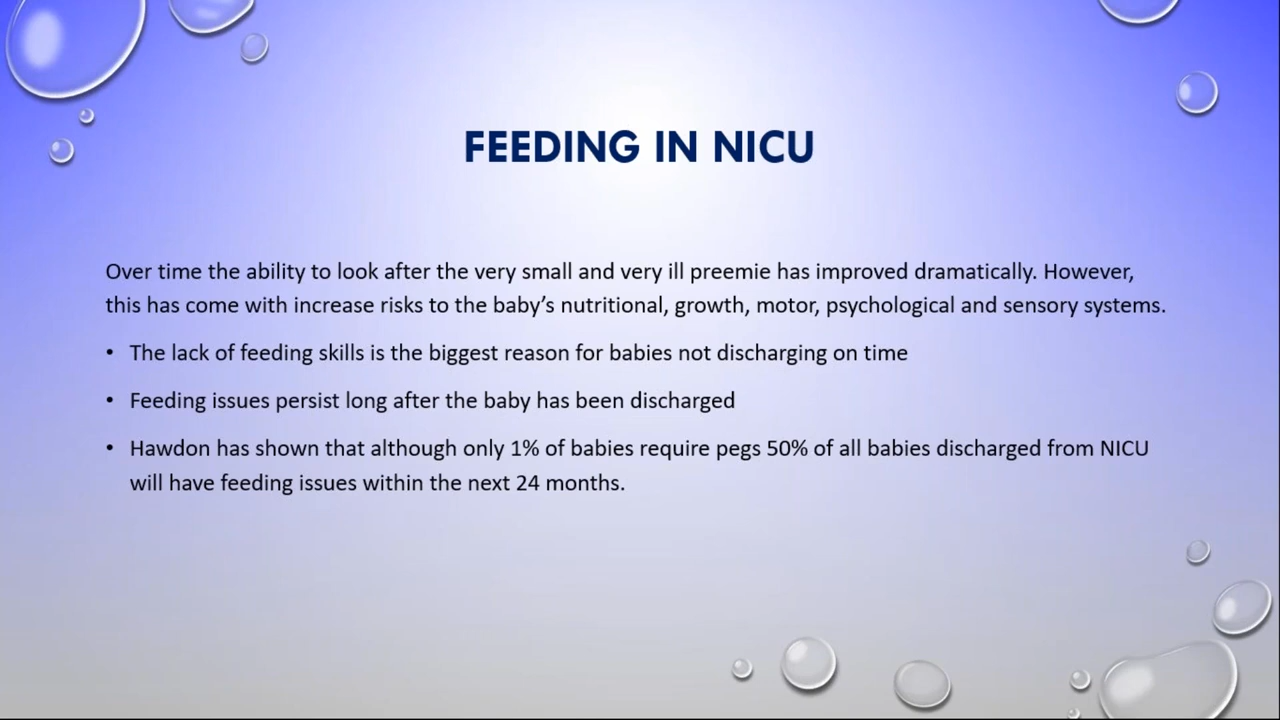 FEEDING IN NICU
Over time the ability to look after the very small and very ill preemie has improved dramatically. However,
this has come with increase risks to the baby’s nutritional, growth, motor, psychological and sensory systems.
• The lack of feeding skills is the biggest reason for babies not discharging on time
• Feeding issues persist long after the baby has been discharged
• Hawdon has shown that although only 1% of babies require pegs 50% of all babies discharged from NICU
will have feeding issues within the next 24 months.